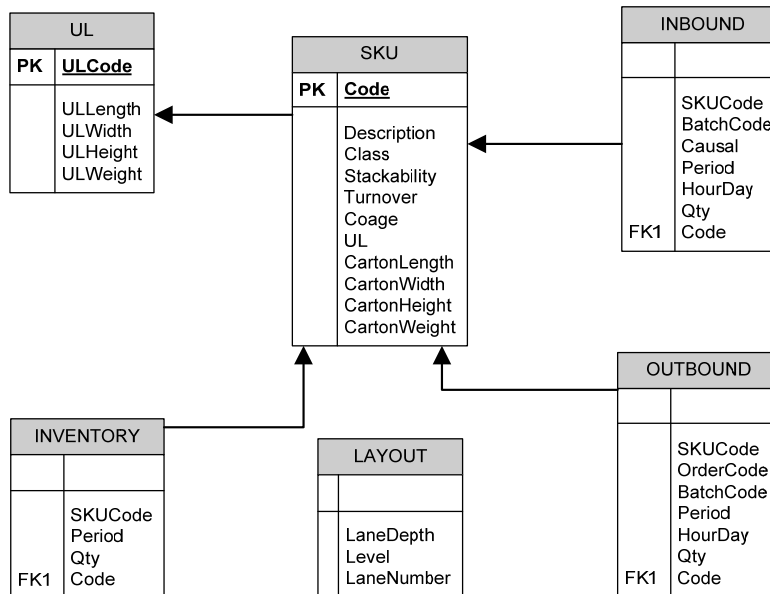 UL
PK ULCode
ULLength
ULWidth
ULHeight
ULWeight
SKU
PK Code
Description
Class
Stackability
Turnover
Coage
UL
CartonLength
CartonWidth
CartonHeight
CartonWeight
INBOUND
SKUCode
BatchCode
Causal
Period
HourDay
Qty
FK1 Code
INVENTORY
SKUCode
Period
Qty
FK1 Code
LAYOUT
LaneDepth
Level
LaneNumber
OUTBOUND
SKUCode
OrderCode
BatchCode
Period
HourDay
Qty
FK1 Code